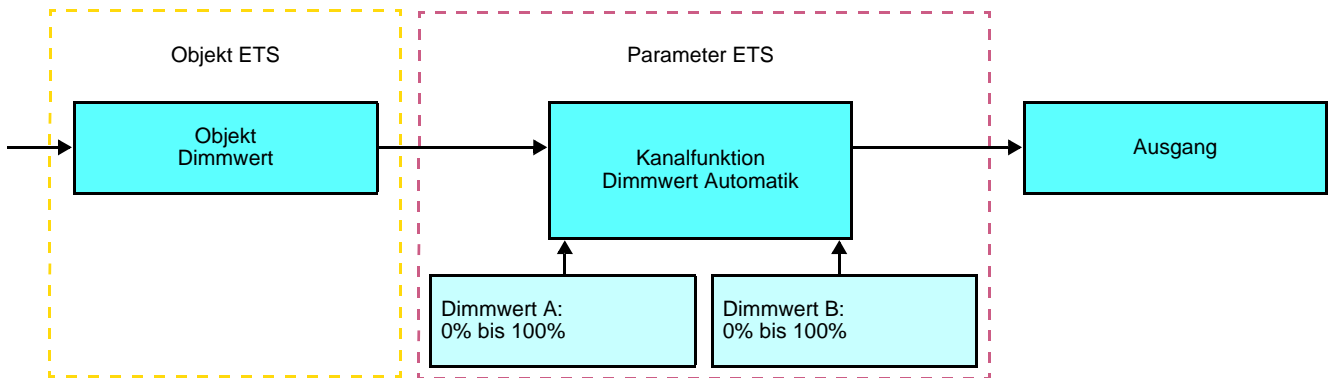 Objekt ETS
Parameter ETS
Objekt
Dimmwert
Kanalfunktion
Dimmwert Automatik
Ausgang
Dimmwert A:
0% bis 100%
Dimmwert B:
0% bis 100%